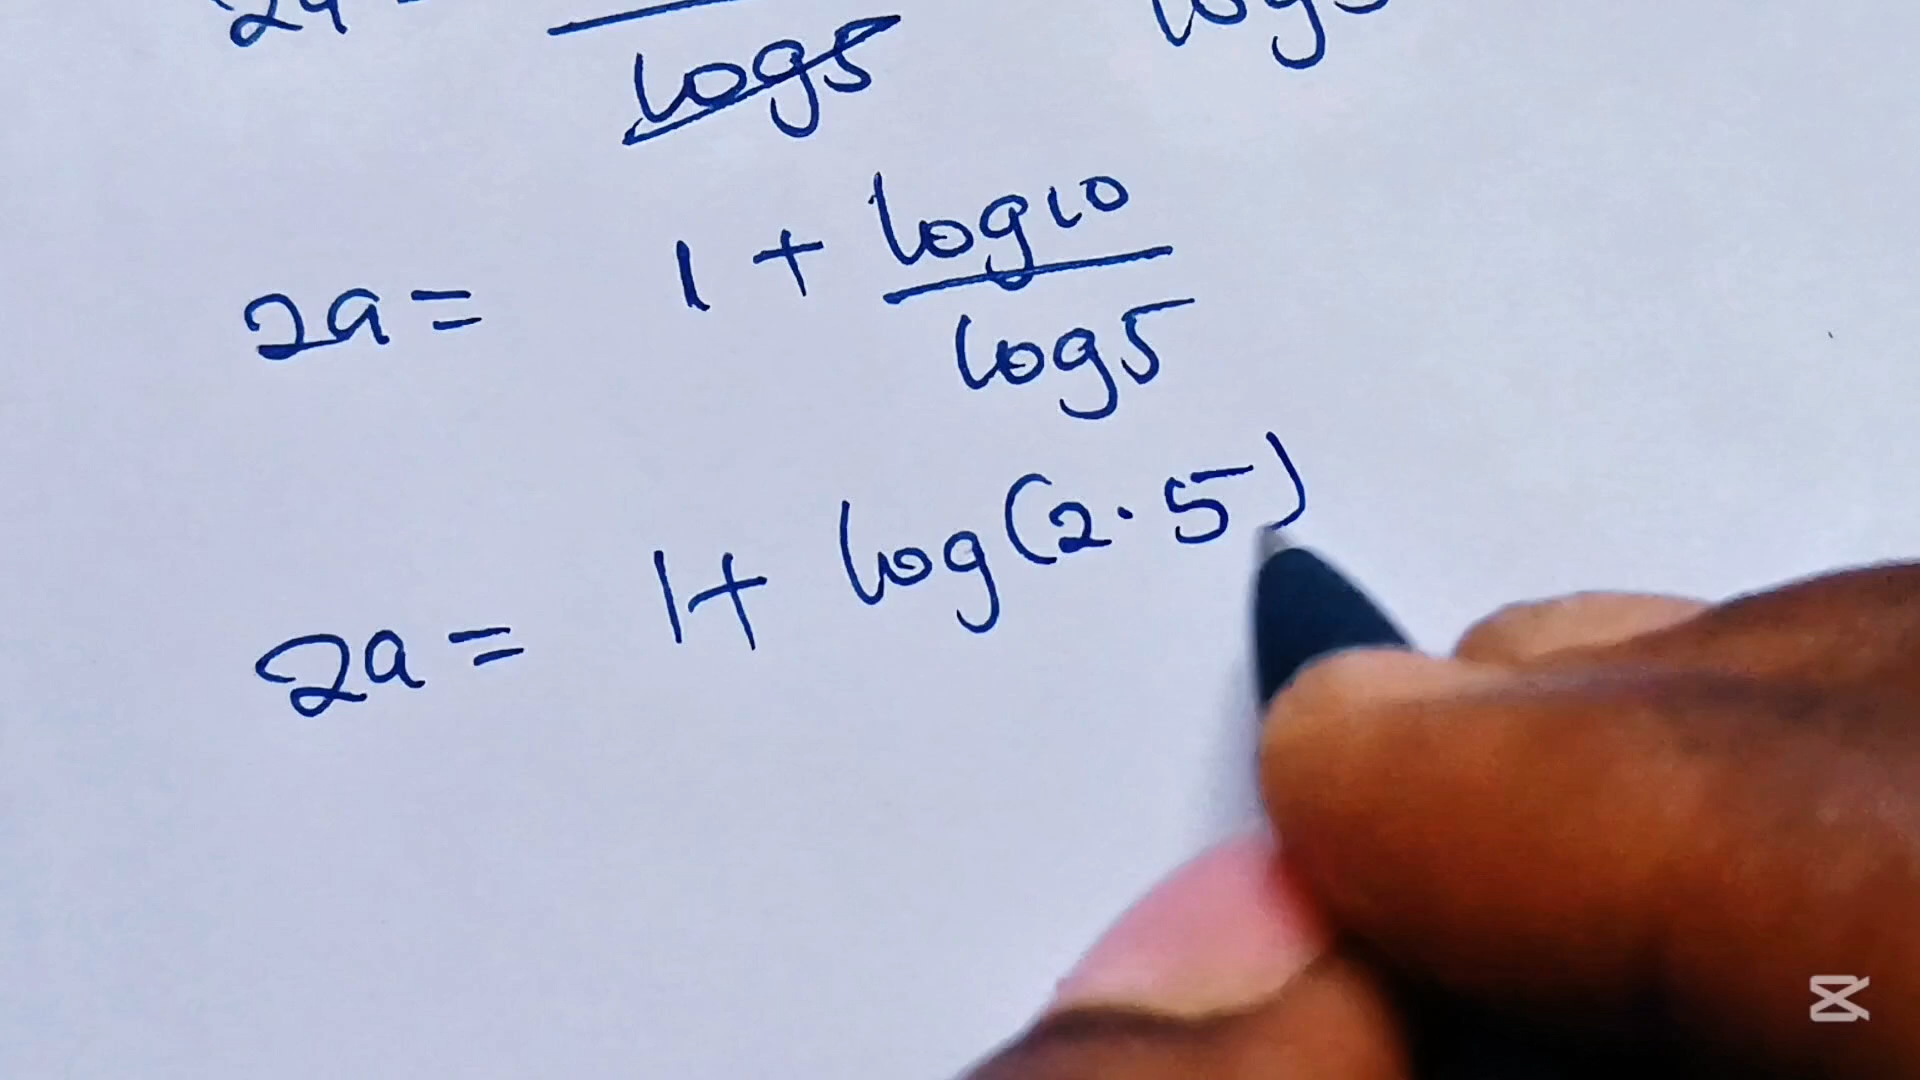 log5
2a = 1 + log10 / log5
2a = 1 + log(2·5)